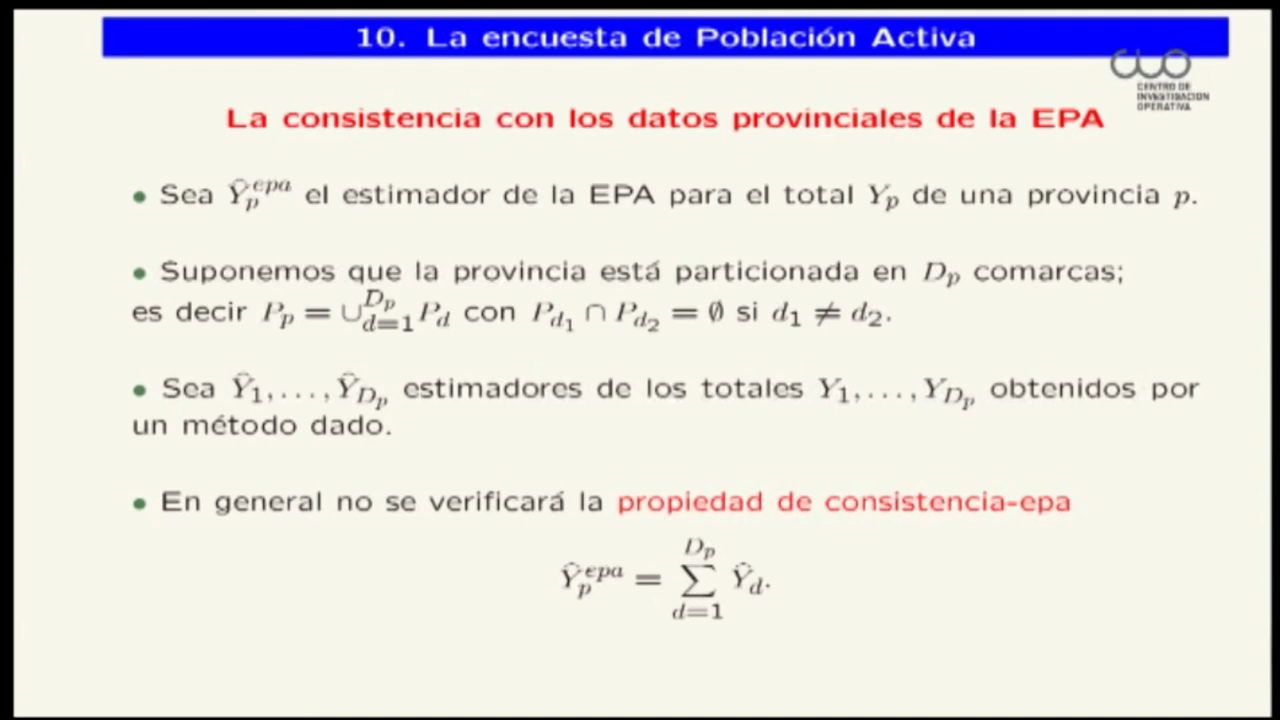 10. La encuesta de Población Activa
CENTRO DE
INVESTIGACION
OPERATIVA
La consistencia con los datos provinciales de la EPA
• Sea Ŷ_p^{epa} el estimador de la EPA para el total Y_p de una provincia p.
• Suponemos que la provincia está particionada en D_p comarcas;
es decir P_p = ∪_{d=1}^{D_p} P_d con P_{d_1} ∩ P_{d_2} = ∅ si d_1 ≠ d_2.
• Sea Ŷ_1, . . . , Ŷ_{D_p} estimadores de los totales Y_1, . . . , Y_{D_p} obtenidos por
un método dado.
• En general no se verificará la propiedad de consistencia-epa
Ŷ_p^{epa} = ∑_{d=1}^{D_p} Ŷ_d.